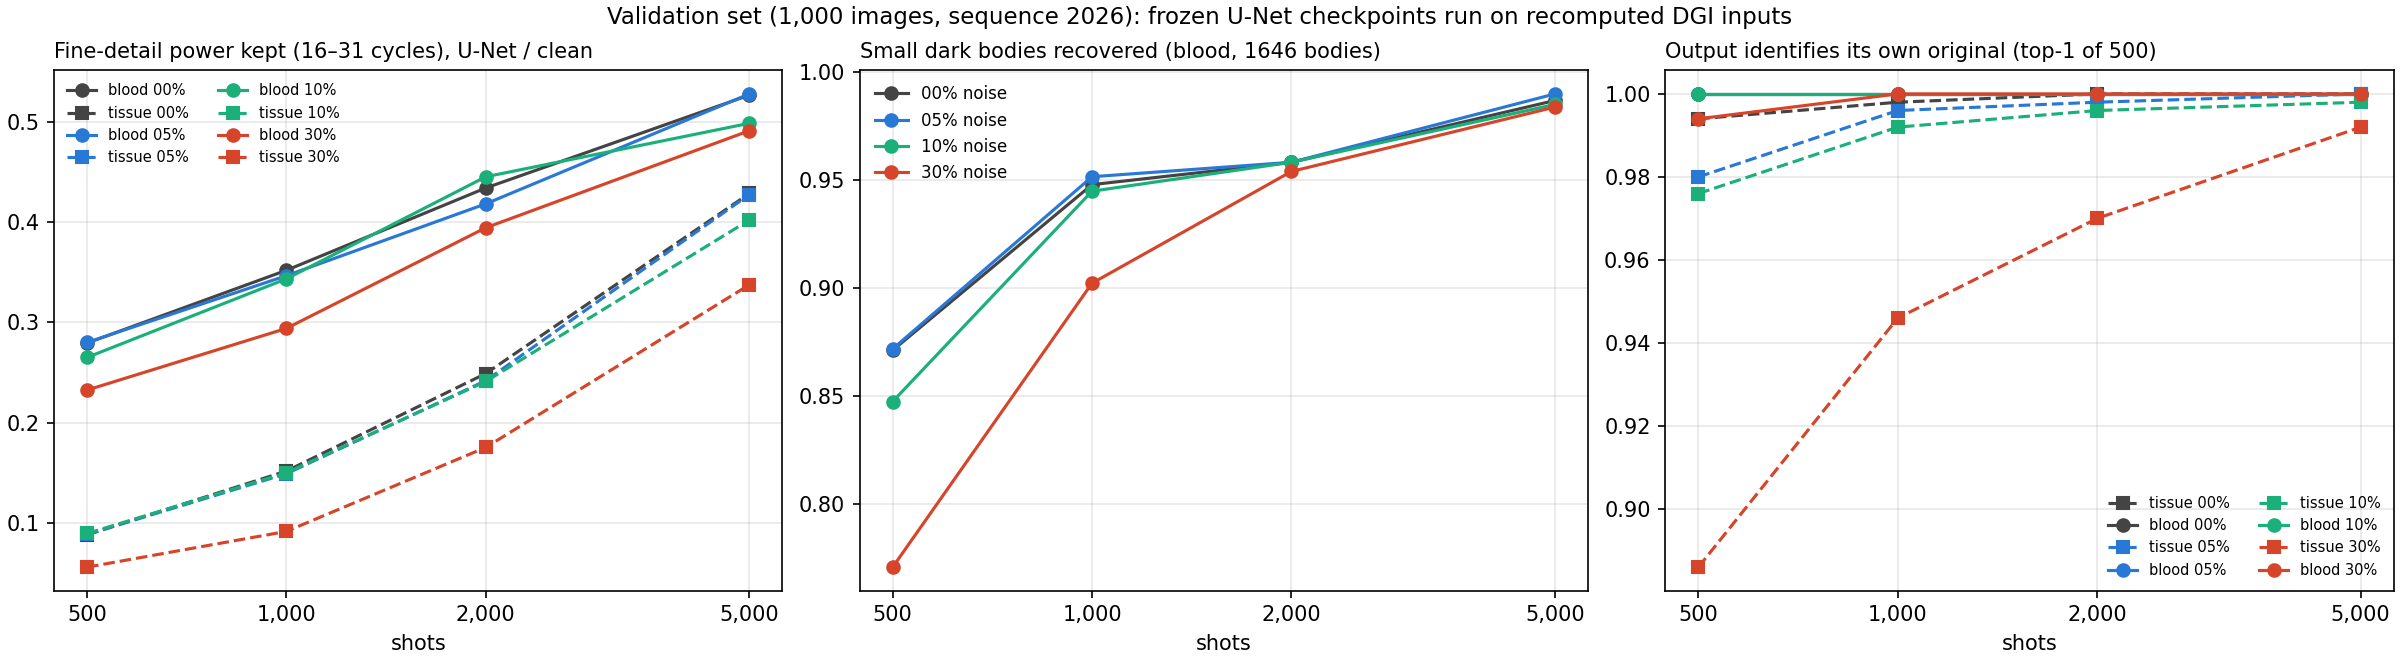 Validation set (1,000 images, sequence 2026): frozen U-Net checkpoints run on recomputed DGI inputs
Fine-detail power kept (16–31 cycles), U-Net / clean
blood 00%
tissue 00%
blood 05%
tissue 05%
blood 10%
tissue 10%
blood 30%
tissue 30%
0.5
0.4
0.3
0.2
0.1
500
1,000
2,000
5,000
shots
Small dark bodies recovered (blood, 1646 bodies)
00% noise
05% noise
10% noise
30% noise
1.00
0.95
0.90
0.85
0.80
500
1,000
2,000
5,000
shots
Output identifies its own original (top-1 of 500)
1.00
0.98
0.96
0.94
0.92
0.90
tissue 00%
blood 00%
tissue 05%
blood 05%
tissue 10%
blood 10%
tissue 30%
blood 30%
500
1,000
2,000
5,000
shots